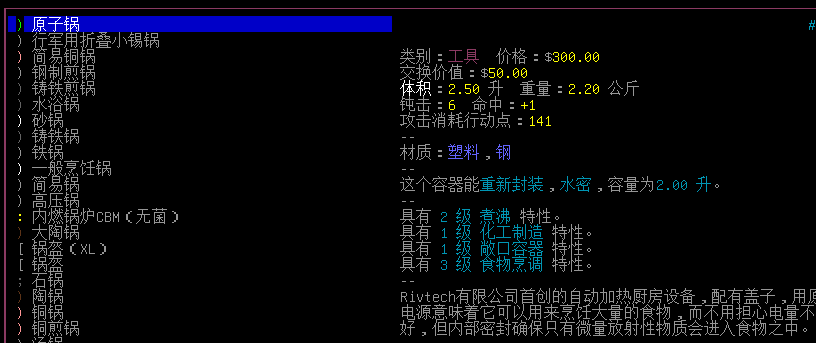 ) 原子锅
) 行军用折叠小锡锅
) 简易铜锅
) 钢制煎锅
) 铸铁煎锅
) 水浴锅
) 砂锅
) 铸铁锅
) 铁锅
) 一般烹饪锅
) 简易锅
) 高压锅
: 内燃锅炉CBM（无菌）
) 大陶锅
[ 锅盔（XL）
[ 锅盔
; 石锅
) 陶锅
) 铜锅
) 铜煎锅
#
类别：工具 价格：$300.00
交换价值：$50.00
体积：2.50 升 重量：2.20 公斤
钝击：6 命中：+1
攻击消耗行动点：141
--
材质：塑料，钢
--
这个容器能重新封装，水密，容量为2.00 升。
--
具有 2 级 煮沸 特性。
具有 1 级 化工制造 特性。
具有 1 级 敞口容器 特性。
具有 3 级 食物烹调 特性。
--
Rivtech有限公司首创的自动加热厨房设备，配有盖子，用原
电源意味着它可以用来烹饪大量的食物，而不用担心电量不
好，但内部密封确保只有微量放射性物质会进入食物之中。